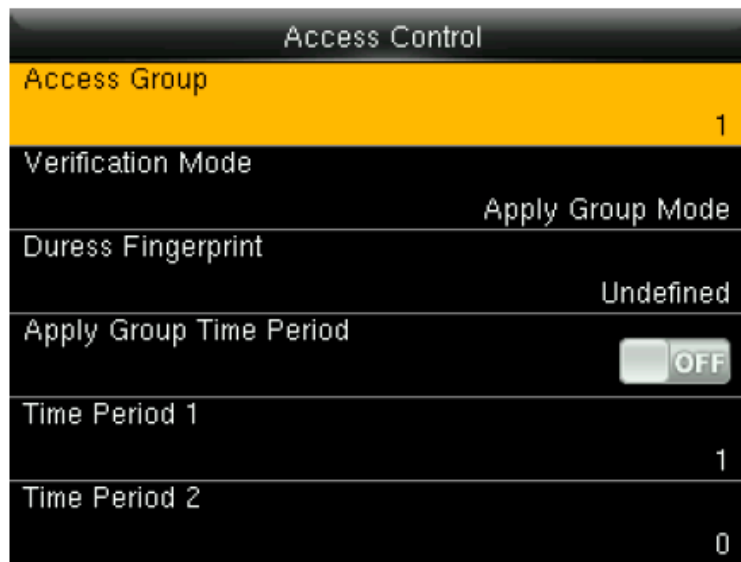 Access Control
Access Group
1
Verification Mode
Apply Group Mode
Duress Fingerprint
Undefined
Apply Group Time Period
OFF
Time Period 1
1
Time Period 2
0